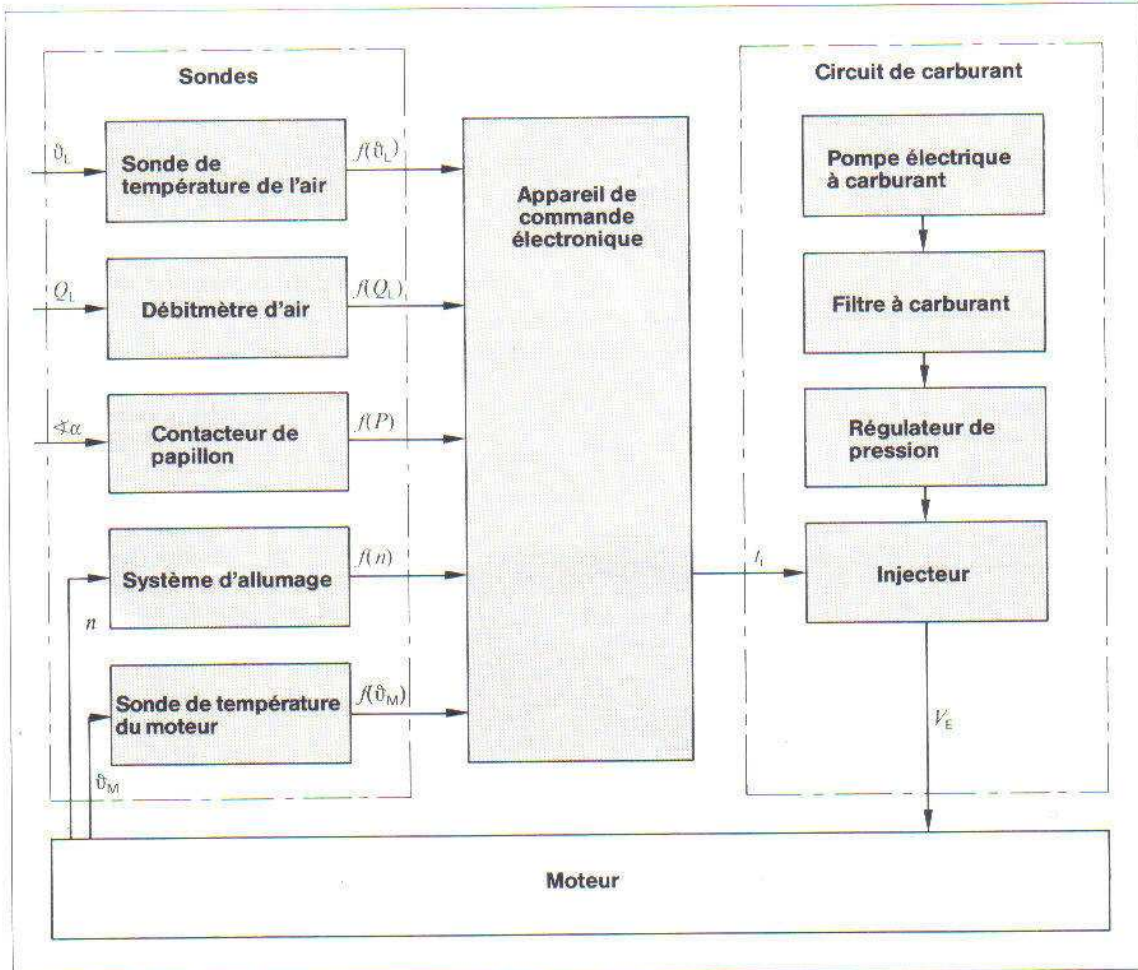 Sondes
Circuit de carburant
ϑL
Sonde de
température de l'air
f(ϑL)
QL
Débitmètre d'air
f(QL)
∢α
Contacteur de
papillon
f(P)
n
Système d'allumage
f(n)
ϑM
Sonde de température
du moteur
f(ϑM)
Appareil de
commande
électronique
Pompe électrique
à carburant
Filtre à carburant
Régulateur de
pression
ti
Injecteur
VE
Moteur